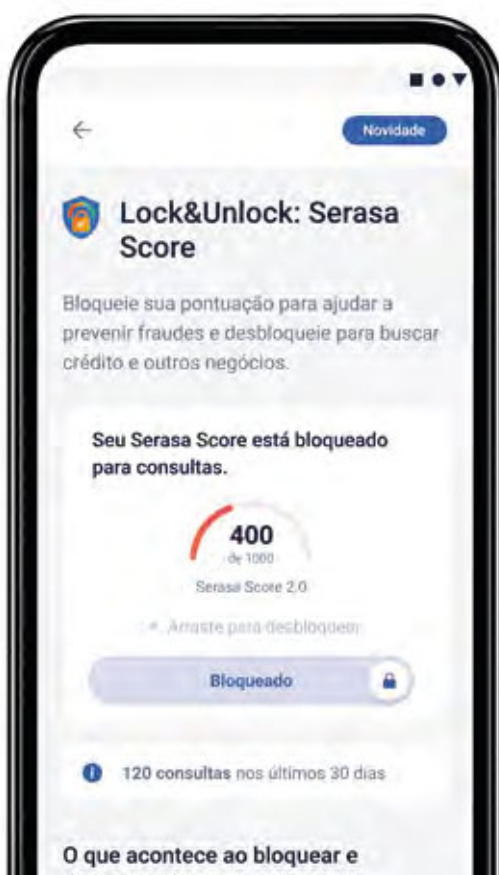 Novidade
Lock&Unlock: Serasa
Score
Bloqueie sua pontuação para ajudar a
prevenir fraudes e desbloqueie para buscar
crédito e outros negócios.
Seu Serasa Score está bloqueado
para consultas.
400
de 1000
Serasa Score 2.0
Arraste para desbloquear
Bloqueado
120 consultas nos últimos 30 dias
O que acontece ao bloquear e